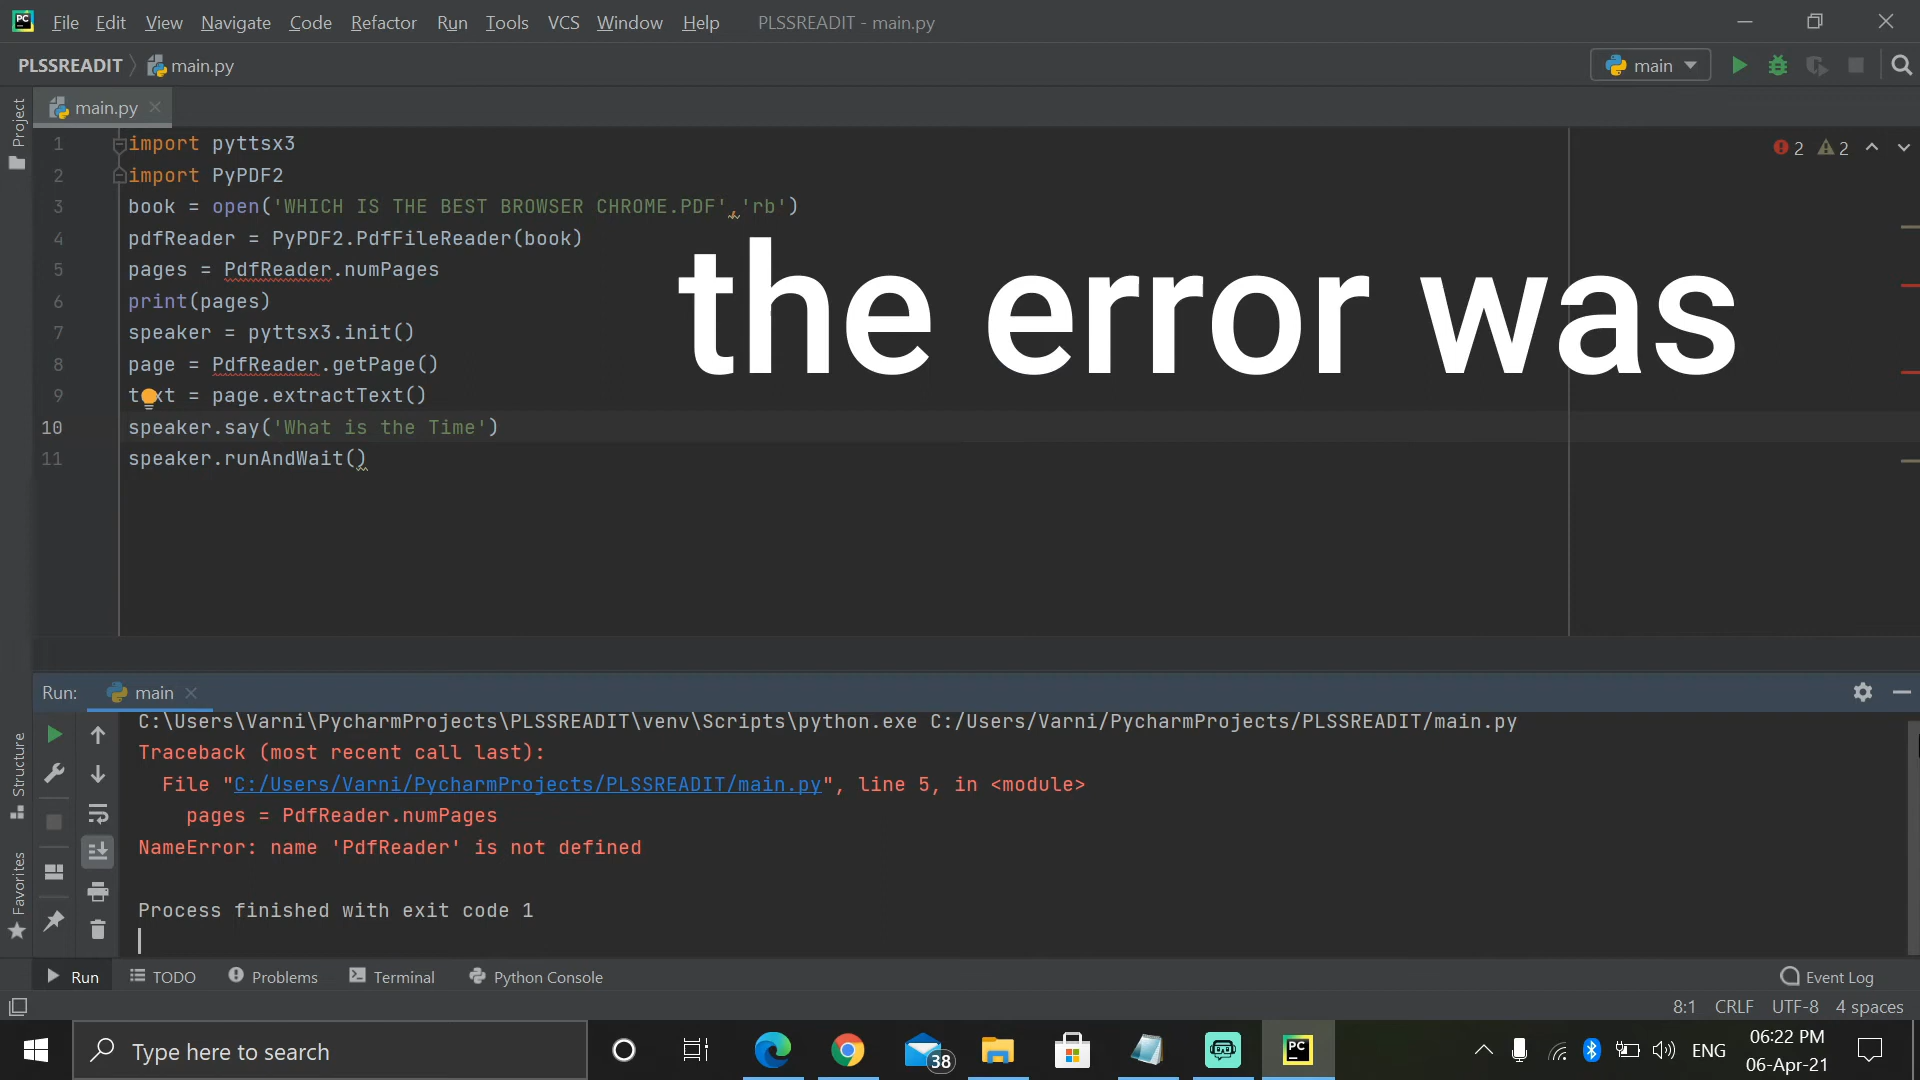 File Edit View Navigate Code Refactor Run Tools VCS Window Help PLSSREADIT - main.py
PLSSREADIT main.py main
Project
main.py
1 import pyttsx3
2 import PyPDF2
3 book = open('WHICH IS THE BEST BROWSER CHROME.PDF','rb')
4 pdfReader = PyPDF2.PdfFileReader(book)
5 pages = PdfReader.numPages
6 print(pages)
7 speaker = pyttsx3.init()
8 page = PdfReader.getPage()
9 text = page.extractText()
10 speaker.say('What is the Time')
11 speaker.runAndWait()
2 2
the error was
Run: main
C:\Users\Varni\PycharmProjects\PLSSREADIT\venv\Scripts\python.exe C:/Users/Varni/PycharmProjects/PLSSREADIT/main.py
Traceback (most recent call last):
File "C:/Users/Varni/PycharmProjects/PLSSREADIT/main.py", line 5, in <module>
pages = PdfReader.numPages
NameError: name 'PdfReader' is not defined
Process finished with exit code 1
Structure
Favorites
Run TODO Problems Terminal Python Console Event Log
8:1 CRLF UTF-8 4 spaces
Type here to search
38
PC
ENG
06:22 PM
06-Apr-21